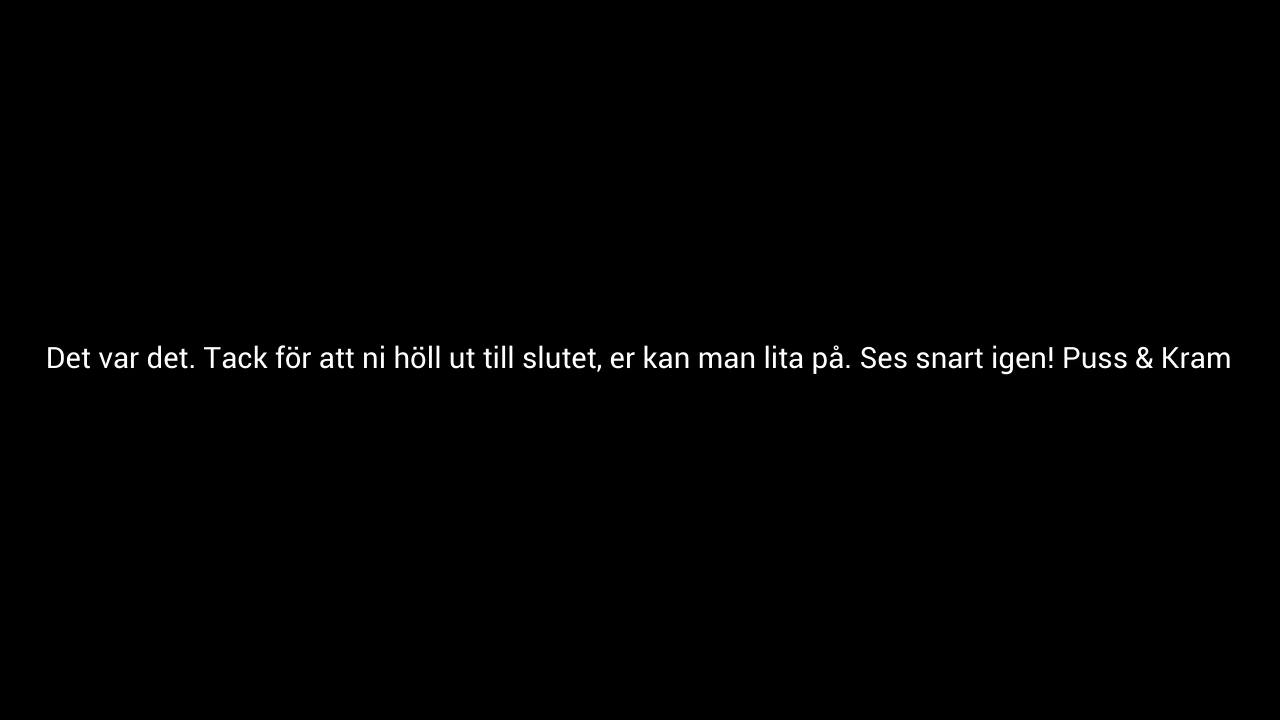 Det var det. Tack för att ni höll ut till slutet, er kan man lita på. Ses snart igen! Puss & Kram